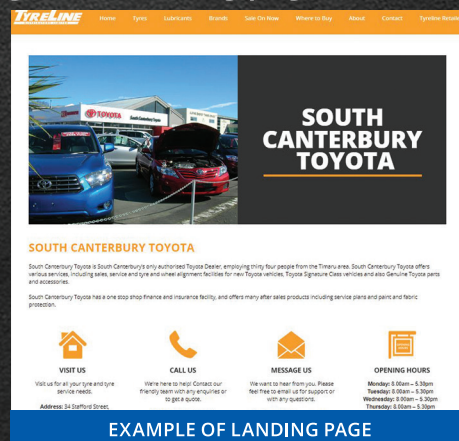 TYRELINE
Home Tyres Lubricants Brands Sale On Now Where to Buy About Contact Tyreline Retaile
TOYOTA
SOUTH
CANTERBURY
TOYOTA
SOUTH CANTERBURY TOYOTA
South Canterbury Toyota is South Canterbury's only authorised Toyota Dealer, employing thirty four people from the Timaru area. South Canterbury Toyota offers
various services, including sales, service and tyre and wheel alignment facilities for new Toyota vehicles, Toyota Signature Class vehicles and also Genuine Toyota parts
and accessories.
South Canterbury Toyota has a one stop shop finance and insurance facility, and offers many after sales products including service plans and paint and fabric
protection.
VISIT US
Visit us for all your tyre and tyre
service needs.
Address: 34 Stafford Street,
CALL US
We're here to help! Contact our
friendly team with any enquiries or
to get a quote.
MESSAGE US
We want to hear from you. Please
feel free to email us for support or
with any questions.
OPENING HOURS
Monday: 8.00am – 5.30pm
Tuesday: 8.00am – 5.30pm
Wednesday: 8.00am – 5.30pm
Thursday: 8.00am – 5.30pm
EXAMPLE OF LANDING PAGE